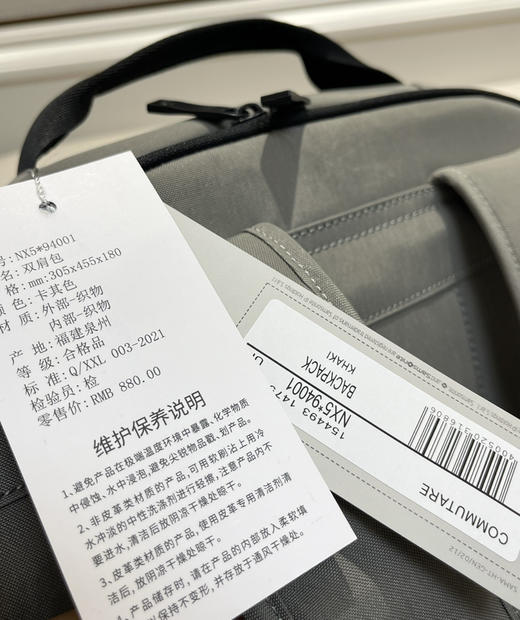 号: NX5*94001
名: 双肩包
格: mm:305x455x180
色: 卡其色
材 质: 外部-织物
内部-织物
产 地: 福建泉州
等 级: 合格品
标 准: Q/XXL 003-2021
检验员: 检
零售价: RMB 880.00
维护保养说明
1、避免产品在极端温度环境中暴露、化学物质
中侵蚀、水中浸泡，避免尖锐物品戳、划产品。
2、非皮革类材质的产品，可用软刷沾上用冷
水冲淡的中性洗涤剂进行轻擦，注意产品内不
要进水，清洁后放阴凉干燥处晾干。
3、皮革类材质的产品，使用皮革专用清洁剂清
洁后，放阴凉干燥处晾干。
4、产品储存时，请在产品的内部放入柔软填
以保持不变形，并存放于通风干燥处。
COMMUTARE
NX5*94001
BACKPACK
KHAKI
SAMA-HT-GEN/02/12